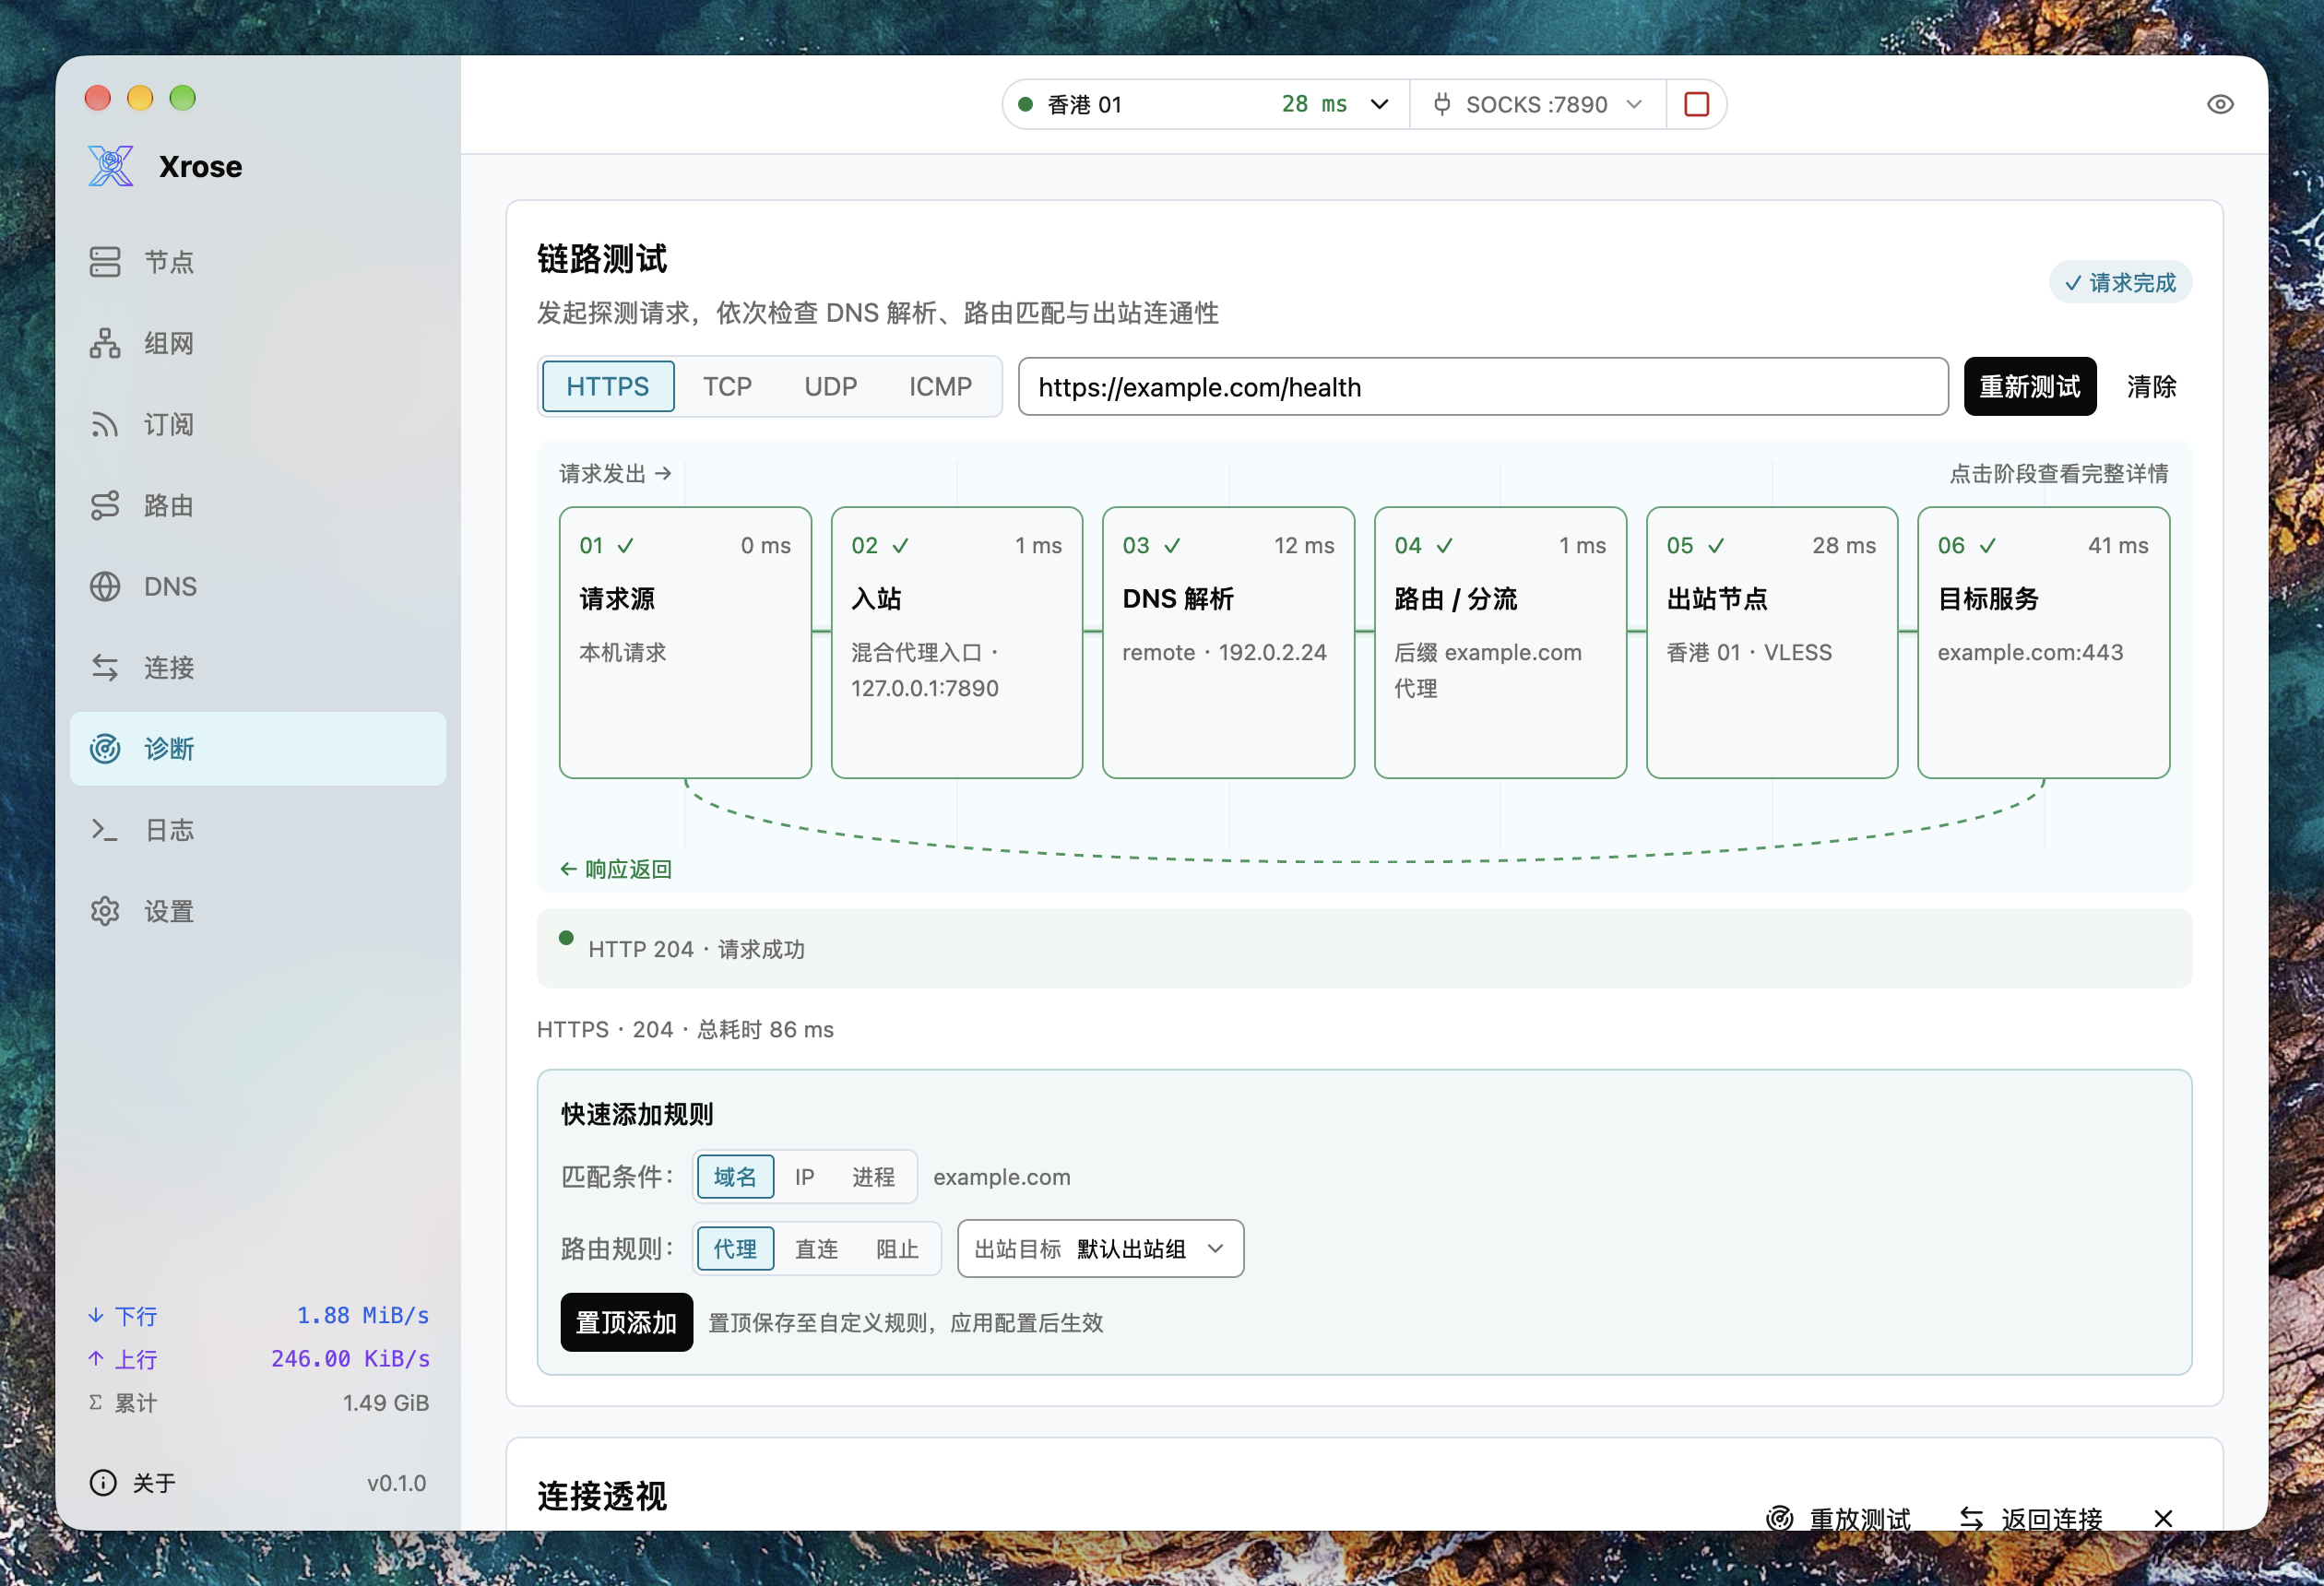 香港 01 28 ms SOCKS :7890
Xrose
节点
组网
订阅
路由
DNS
连接
诊断
日志
设置
↓ 下行 1.88 MiB/s
↑ 上行 246.00 KiB/s
Σ 累计 1.49 GiB
关于 v0.1.0
链路测试
✓ 请求完成
发起探测请求，依次检查 DNS 解析、路由匹配与出站连通性
HTTPS TCP UDP ICMP https://example.com/health 重新测试 清除
请求发出 → 点击阶段查看完整详情
01 ✓ 0 ms
请求源
本机请求
02 ✓ 1 ms
入站
混合代理入口 ·
127.0.0.1:7890
03 ✓ 12 ms
DNS 解析
remote · 192.0.2.24
04 ✓ 1 ms
路由 / 分流
后缀 example.com
代理
05 ✓ 28 ms
出站节点
香港 01 · VLESS
06 ✓ 41 ms
目标服务
example.com:443
← 响应返回
HTTP 204 · 请求成功
HTTPS · 204 · 总耗时 86 ms
快速添加规则
匹配条件： 域名 IP 进程 example.com
路由规则： 代理 直连 阻止 出站目标 默认出站组
置顶添加 置顶保存至自定义规则，应用配置后生效
连接透视
重放测试 返回连接